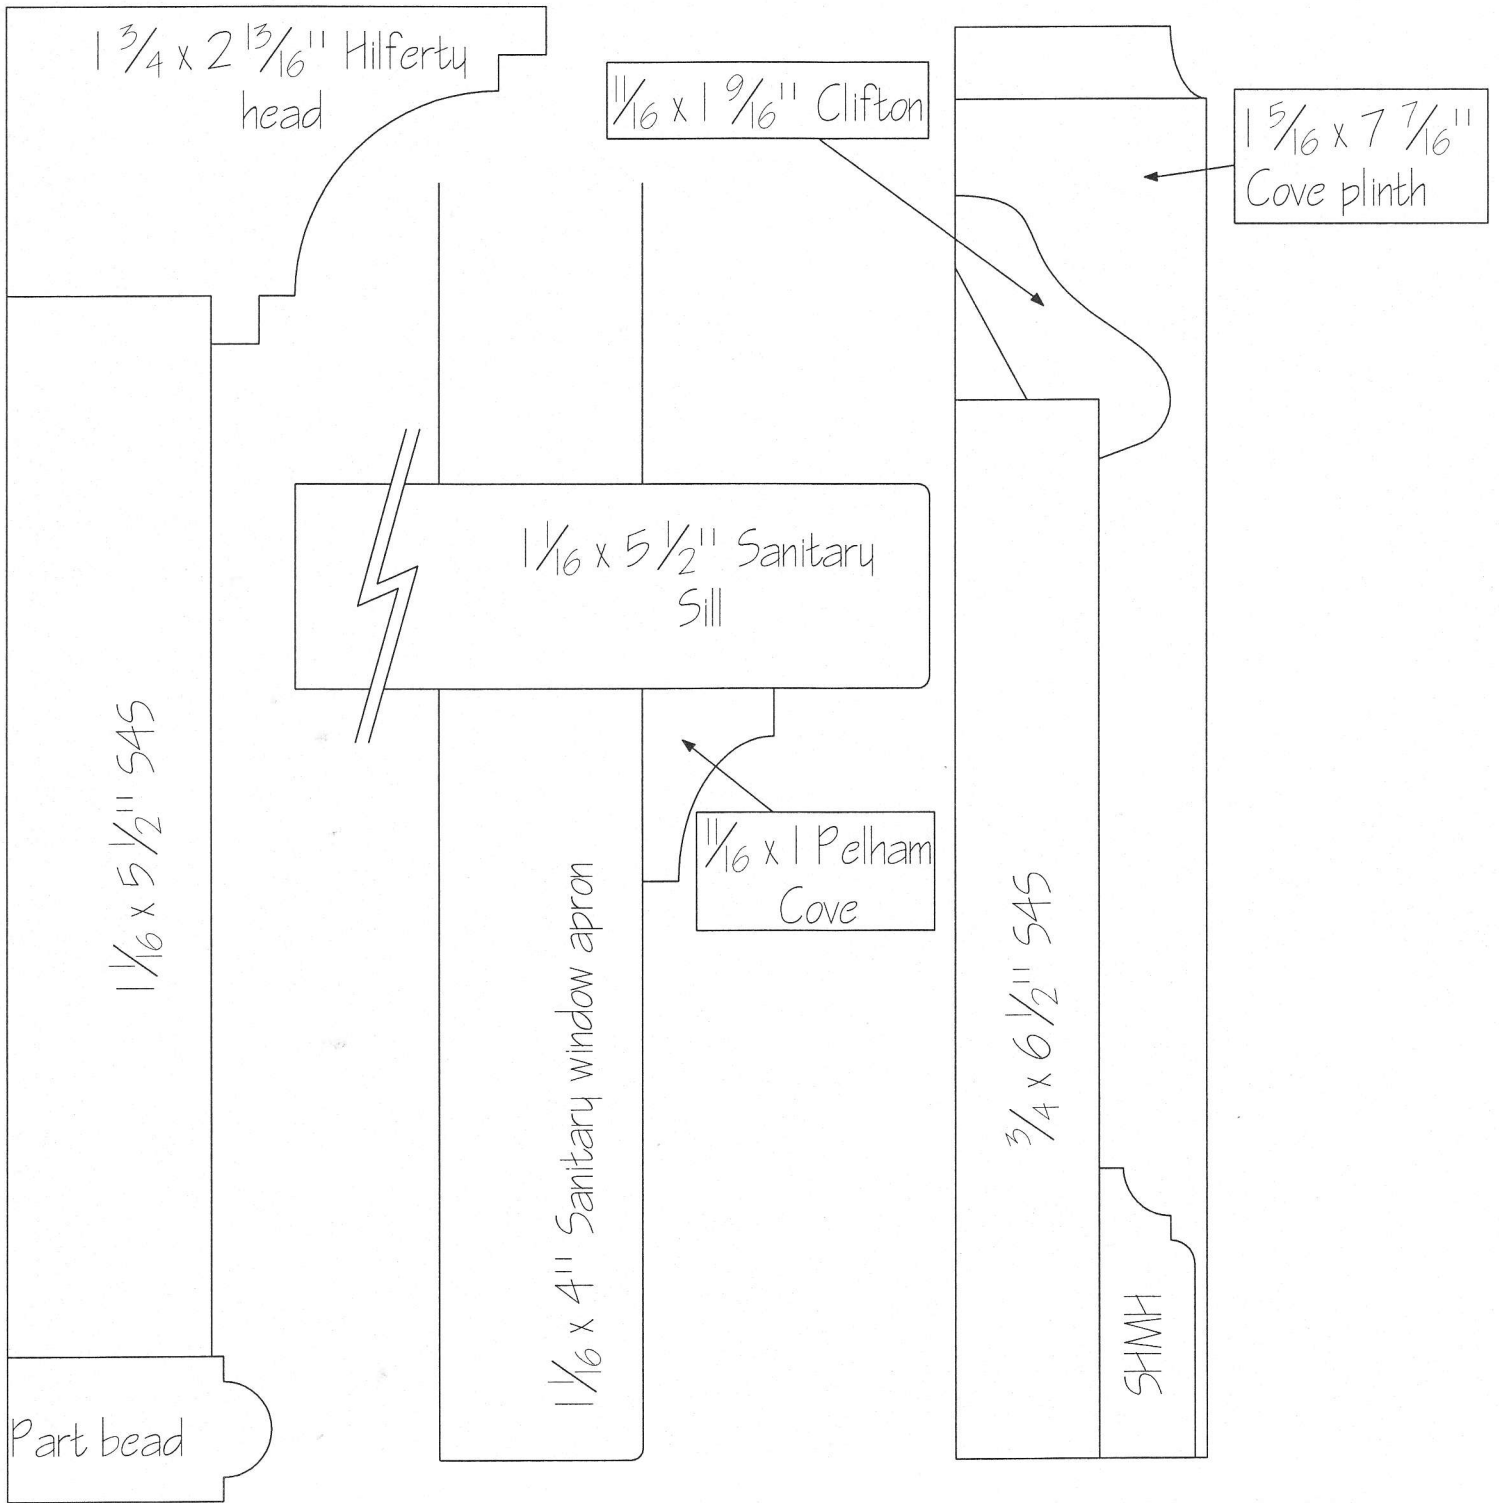 1 3/4 x 2 13/16" Hilferty
head
11/16 x 1 9/16" Clifton
1 5/16 x 7 7/16"
Cove plinth
1 1/16 x 5 1/2" Sanitary
Sill
1 1/16 x 5 1/2" S4S
11/16 x 1 Pelham
Cove
1 1/16 x 4" Sanitary window apron
3/4 x 6 1/2" S4S
SHMH
Part bead